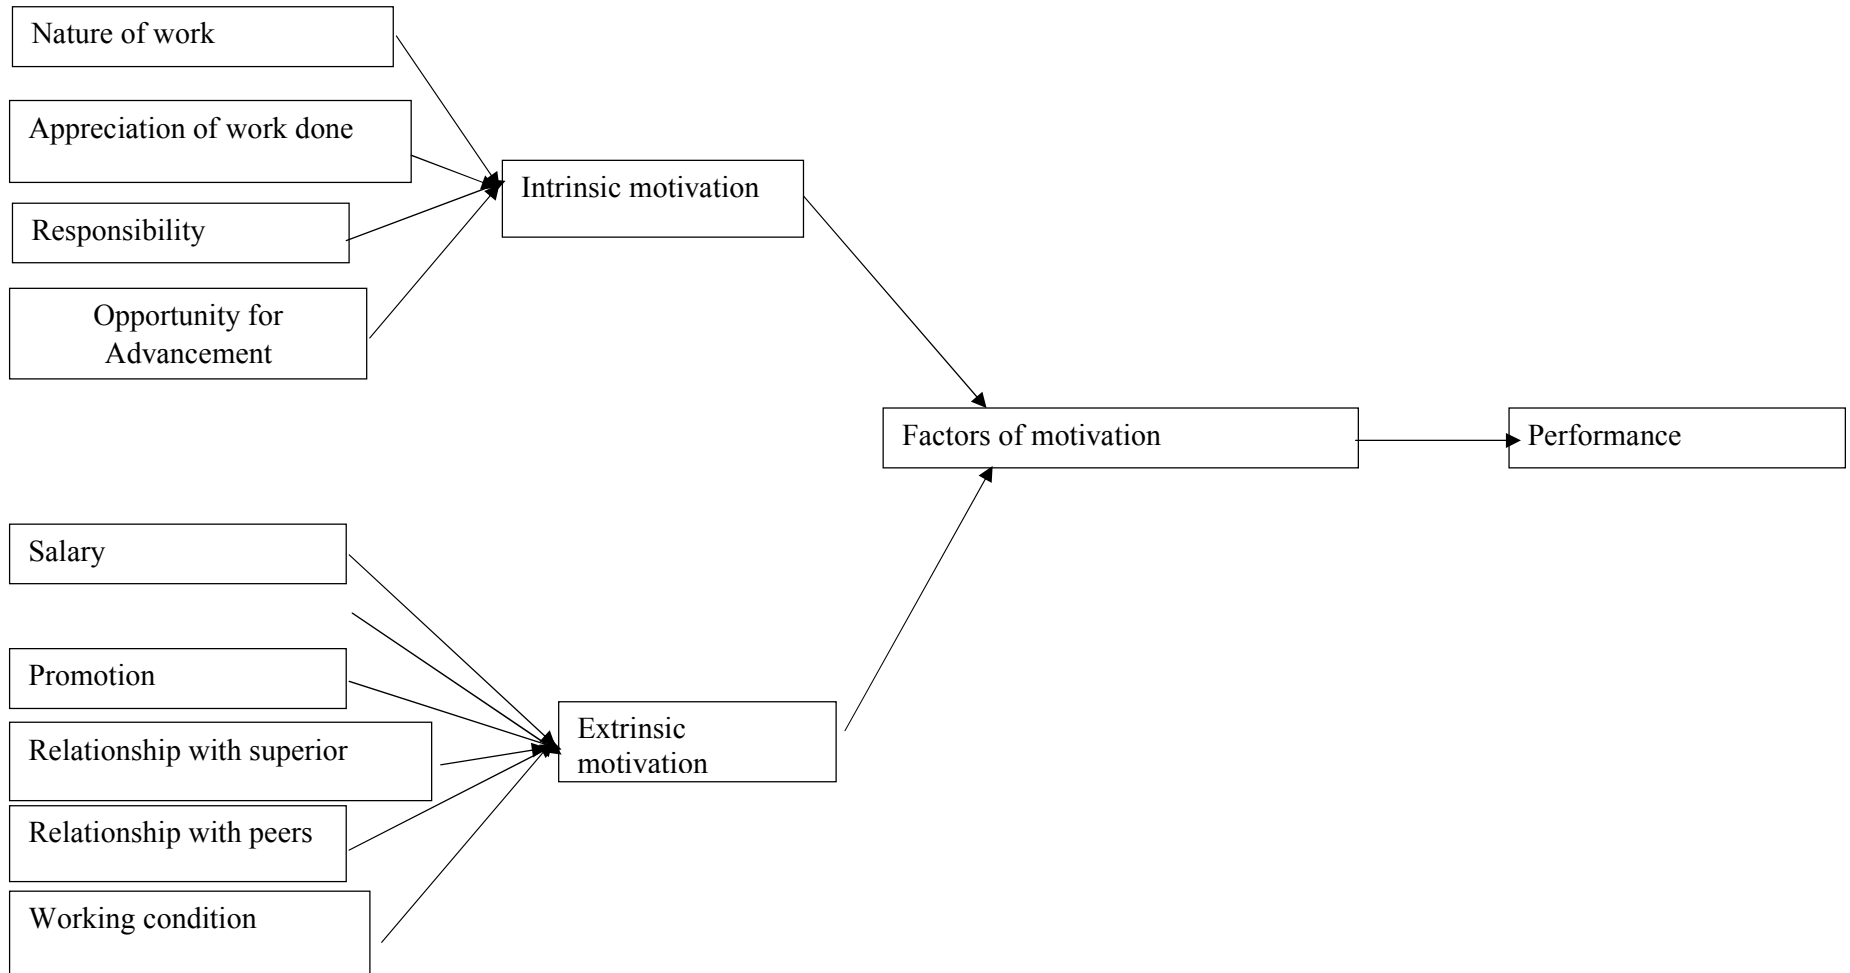 Nature of work
Appreciation of work done
Responsibility
Opportunity for
Advancement
Intrinsic motivation
Factors of motivation
Performance
Salary
Promotion
Relationship with superior
Relationship with peers
Working condition
Extrinsic
motivation